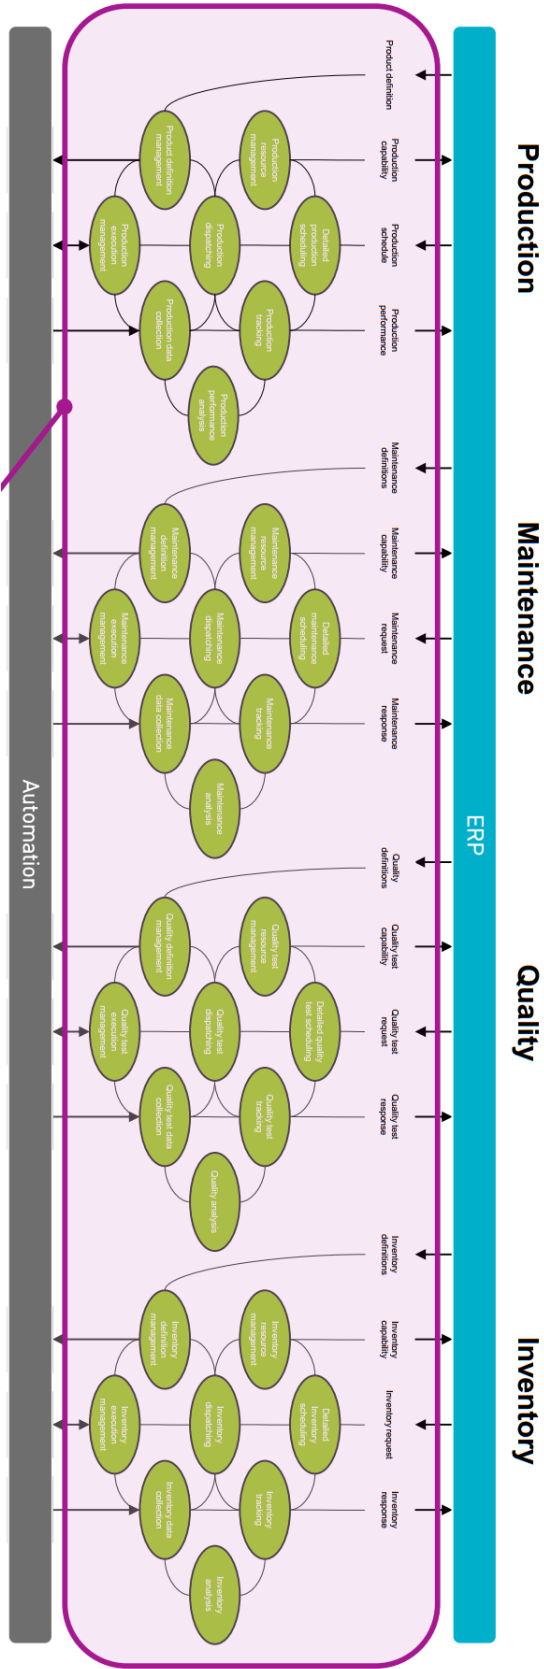 Production
Maintenance
Quality
Inventory
ERP
Product definition
Production
capability
Production
schedule
Production
performance
Maintenance
definitions
Maintenance
capability
Maintenance
request
Maintenance
response
Quality
definitions
Quality test
capability
Quality test
request
Quality test
response
Inventory
definitions
Inventory
capability
Inventory request
Inventory
response
Detailed
production
scheduling
Production
resource
management
Production
tracking
Production
dispatching
Production
performance
analysis
Product definition
management
Production data
collection
Production
execution
management
Detailed
maintenance
scheduling
Maintenance
resource
management
Maintenance
tracking
Maintenance
dispatching
Maintenance
analysis
Maintenance
definition
management
Maintenance
data collection
Maintenance
execution
management
Detailed quality
test scheduling
Quality test
resource
management
Quality test
tracking
Quality test
dispatching
Quality analysis
Quality definition
management
Quality test data
collection
Quality test
execution
management
Detailed
Inventory
scheduling
Inventory
resource
management
Inventory
tracking
Inventory
dispatching
Inventory
analysis
Inventory
definition
management
Inventory data
collection
Inventory
execution
management
Automation